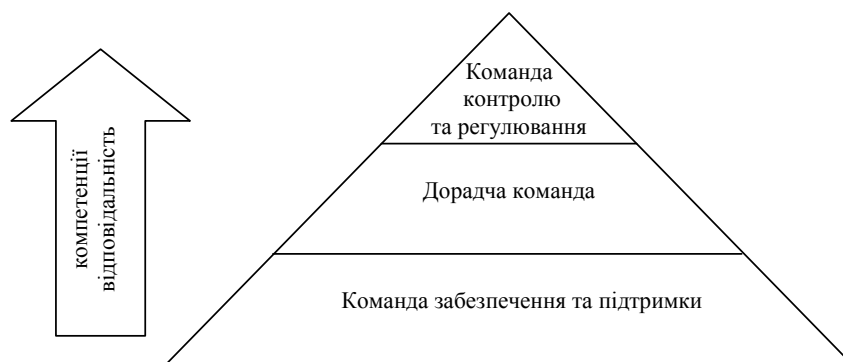 компетенції
відповідальність
Команда
контролю
та регулювання
Дорадча команда
Команда забезпечення та підтримки